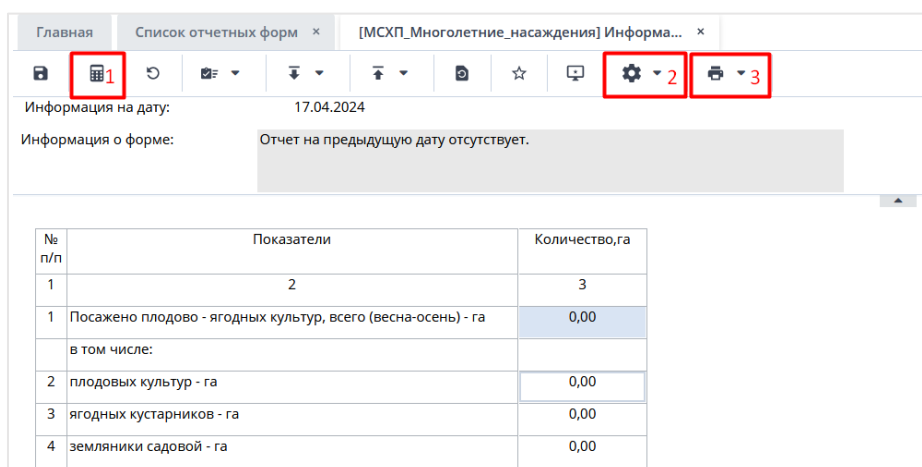 Главная Список отчетных форм × [МСХП_Многолетние_насаждения] Информа... ×
1 2 3
Информация на дату: 17.04.2024
Информация о форме: Отчет на предыдущую дату отсутствует.
№ п/п Показатели Количество,га
1 2 3
1 Посажено плодово - ягодных культур, всего (весна-осень) - га 0,00
в том числе:
2 плодовых культур - га 0,00
3 ягодных кустарников - га 0,00
4 земляники садовой - га 0,00